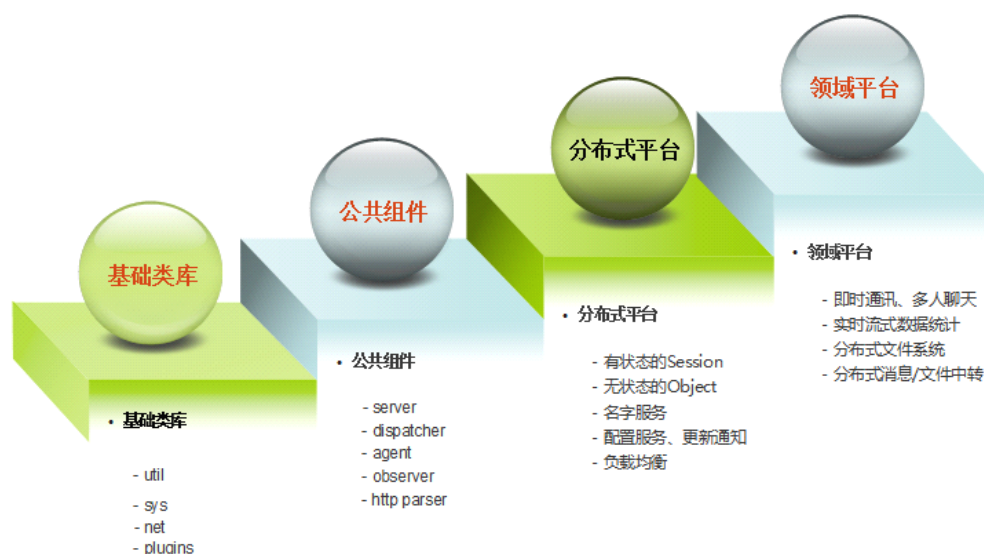 基础类库
公共组件
分布式平台
领域平台
• 基础类库
- util
- sys
- net
- plugins
• 公共组件
- server
- dispatcher
- agent
- observer
- http parser
• 分布式平台
- 有状态的Session
- 无状态的Object
- 名字服务
- 配置服务、更新通知
- 负载均衡
• 领域平台
- 即时通讯、多人聊天
- 实时流式数据统计
- 分布式文件系统
- 分布式消息/文件中转